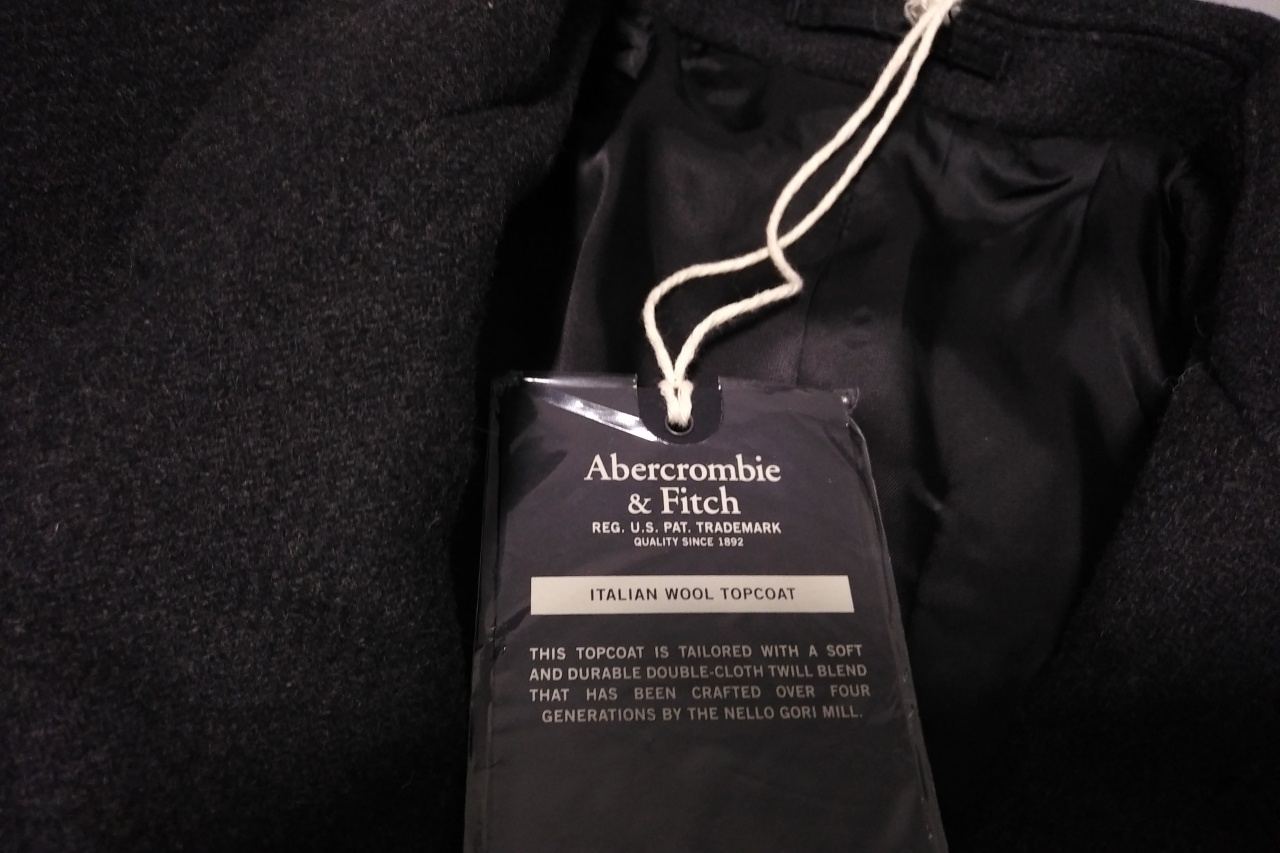 Abercrombie
& Fitch
REG. U.S. PAT. TRADEMARK
QUALITY SINCE 1892
ITALIAN WOOL TOPCOAT
THIS TOPCOAT IS TAILORED WITH A SOFT
AND DURABLE DOUBLE-CLOTH TWILL BLEND
THAT HAS BEEN CRAFTED OVER FOUR
GENERATIONS BY THE NELLO GORI MILL.